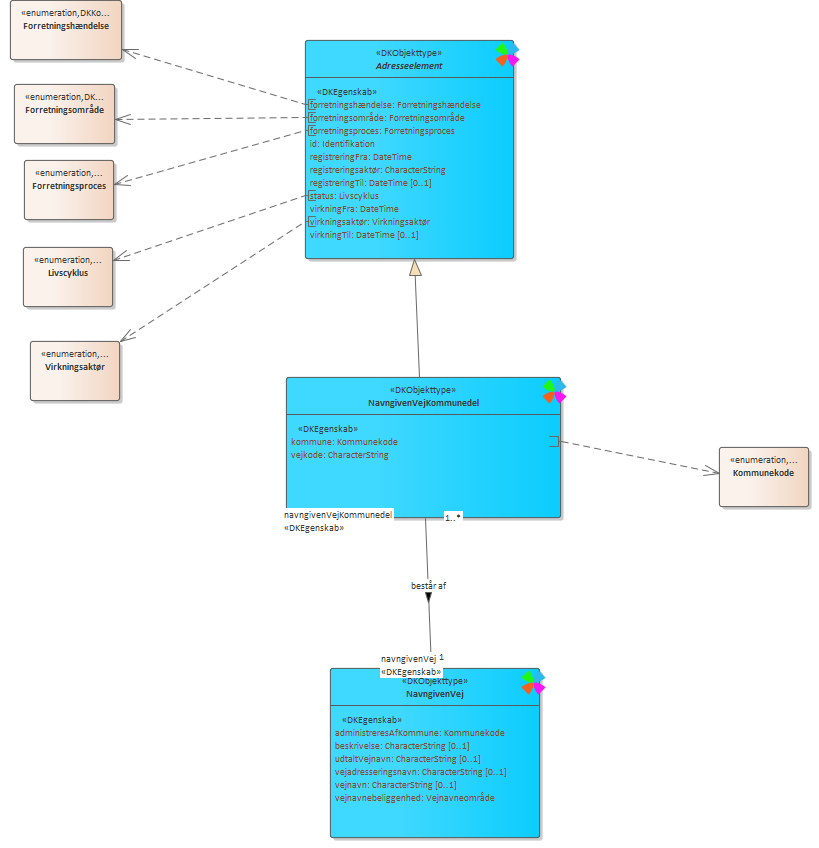 «enumeration,DKKo...
Forretningshændelse
«enumeration,DK...
Forretningsområde
«enumeration,...
Forretningsproces
«enumeration,...
Livscyklus
«enumeration,...
Virkningsaktør
«DKObjekttype»
Adresseelement
«DKEgenskab»
forretningshændelse: Forretningshændelse
forretningsområde: Forretningsområde
forretningsproces: Forretningsproces
id: Identifikation
registreringFra: DateTime
registreringsaktør: CharacterString
registreringTil: DateTime [0..1]
status: Livscyklus
virkningFra: DateTime
virkningsaktør: Virkningsaktør
virkningTil: DateTime [0..1]
«DKObjekttype»
NavngivenVejKommunedel
«DKEgenskab»
kommune: Kommunekode
vejkode: CharacterString
«enumeration,...
Kommunekode
navngivenVejKommunedel
«DKEgenskab»
1..*
består af
navngivenVej
1
«DKEgenskab»
«DKObjekttype»
NavngivenVej
«DKEgenskab»
administreresAfKommune: Kommunekode
beskrivelse: CharacterString [0..1]
udtaltVejnavn: CharacterString [0..1]
vejadresseringsnavn: CharacterString [0..1]
vejnavn: CharacterString [0..1]
vejnavnebeliggenhed: Vejnavneområde